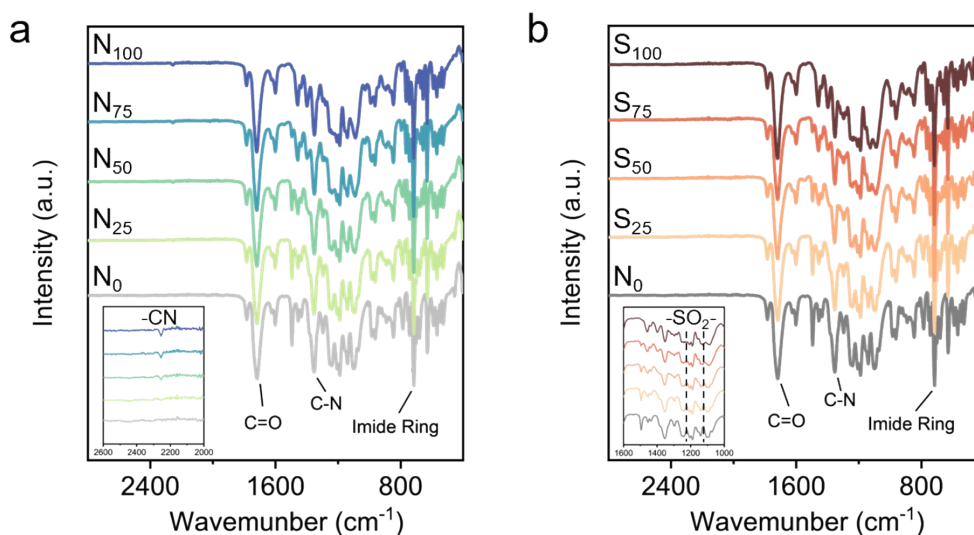 a
N100
N75
N50
N25
N0
-CN
2600 2400 2200 2000
C=O
C-N
Imide Ring
2400 1600 800
Wavemunber (cm-1)
Intensity (a.u.)
b
S100
S75
S50
S25
N0
-SO2-
1600 1400 1200 1000
C=O
C-N
Imide Ring
2400 1600 800
Wavemunber (cm-1)
Intensity (a.u.)